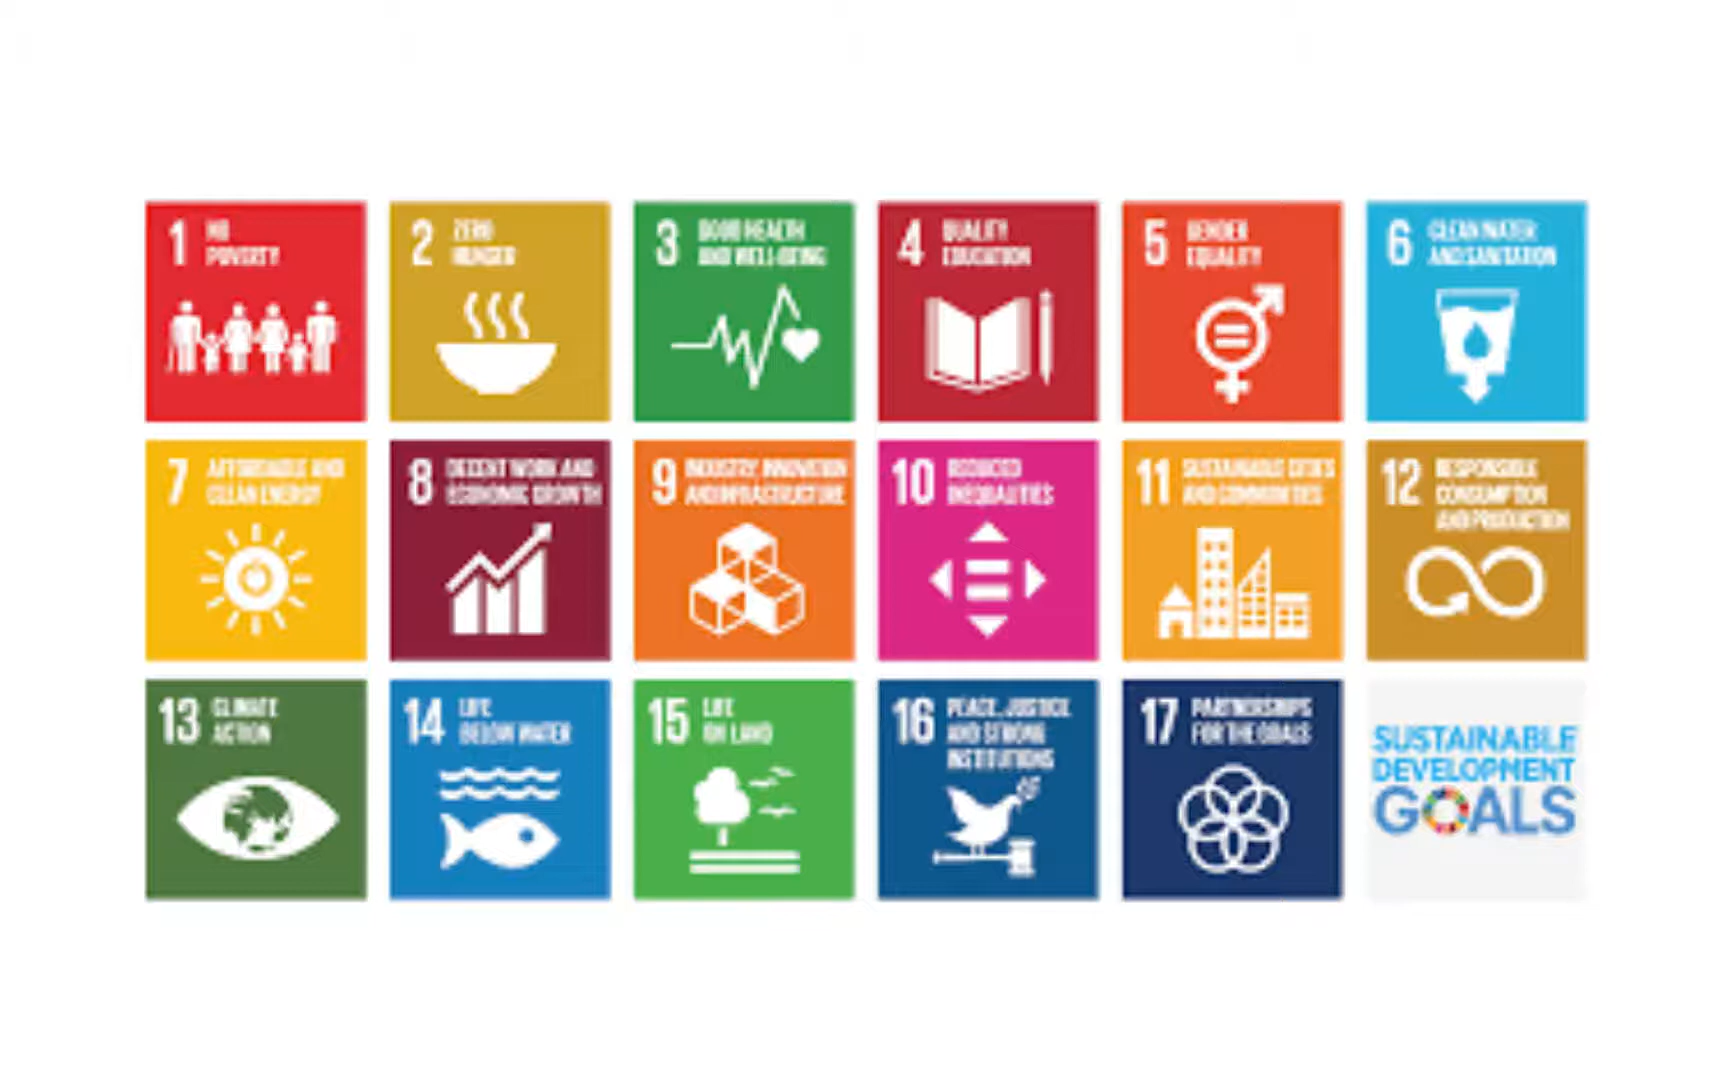 1 NO
POVERTY
2 ZERO
HUNGER
3 GOOD HEALTH
AND WELL-BEING
4 QUALITY
EDUCATION
5 GENDER
EQUALITY
6 CLEAN WATER
AND SANITATION
7 AFFORDABLE AND
CLEAN ENERGY
8 DECENT WORK AND
ECONOMIC GROWTH
9 INDUSTRY, INNOVATION
AND INFRASTRUCTURE
10 REDUCED
INEQUALITIES
11 SUSTAINABLE CITIES
AND COMMUNITIES
12 RESPONSIBLE
CONSUMPTION
AND PRODUCTION
13 CLIMATE
ACTION
14 LIFE
BELOW WATER
15 LIFE
ON LAND
16 PEACE, JUSTICE
AND STRONG
INSTITUTIONS
17 PARTNERSHIPS
FOR THE GOALS
SUSTAINABLE
DEVELOPMENT
GOALS